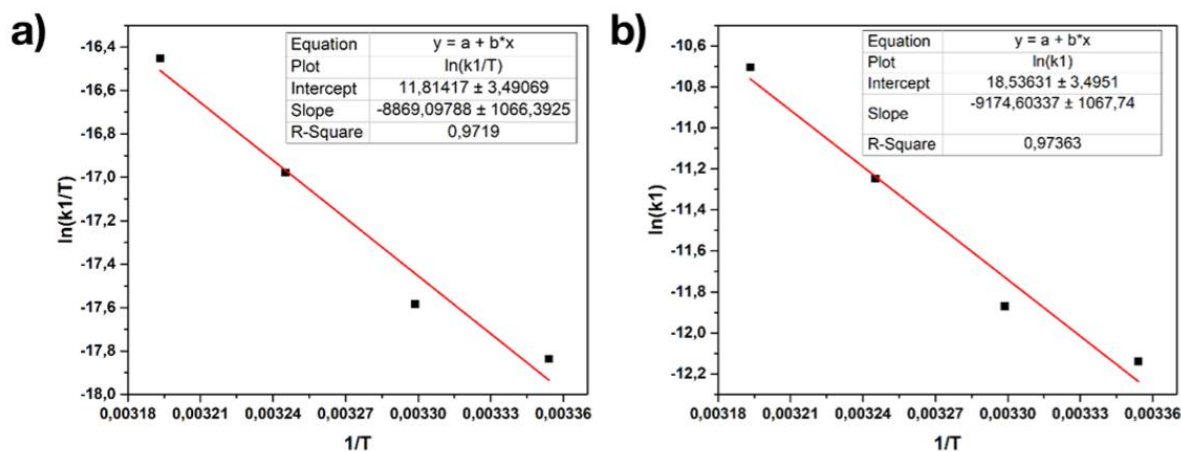 a)
-16,4
-16,6
-16,8
-17,0
-17,2
-17,4
-17,6
-17,8
-18,0
ln(k1/T)
Equation y = a + b*x
Plot ln(k1/T)
Intercept 11,81417 ± 3,49069
Slope -8869,09788 ± 1066,3925
R-Square 0,9719
0,00318 0,00321 0,00324 0,00327 0,00330 0,00333 0,00336
1/T
b)
-10,6
-10,8
-11,0
-11,2
-11,4
-11,6
-11,8
-12,0
-12,2
ln(k1)
Equation y = a + b*x
Plot ln(k1)
Intercept 18,53631 ± 3,4951
Slope -9174,60337 ± 1067,74
R-Square 0,97363
0,00318 0,00321 0,00324 0,00327 0,00330 0,00333 0,00336
1/T